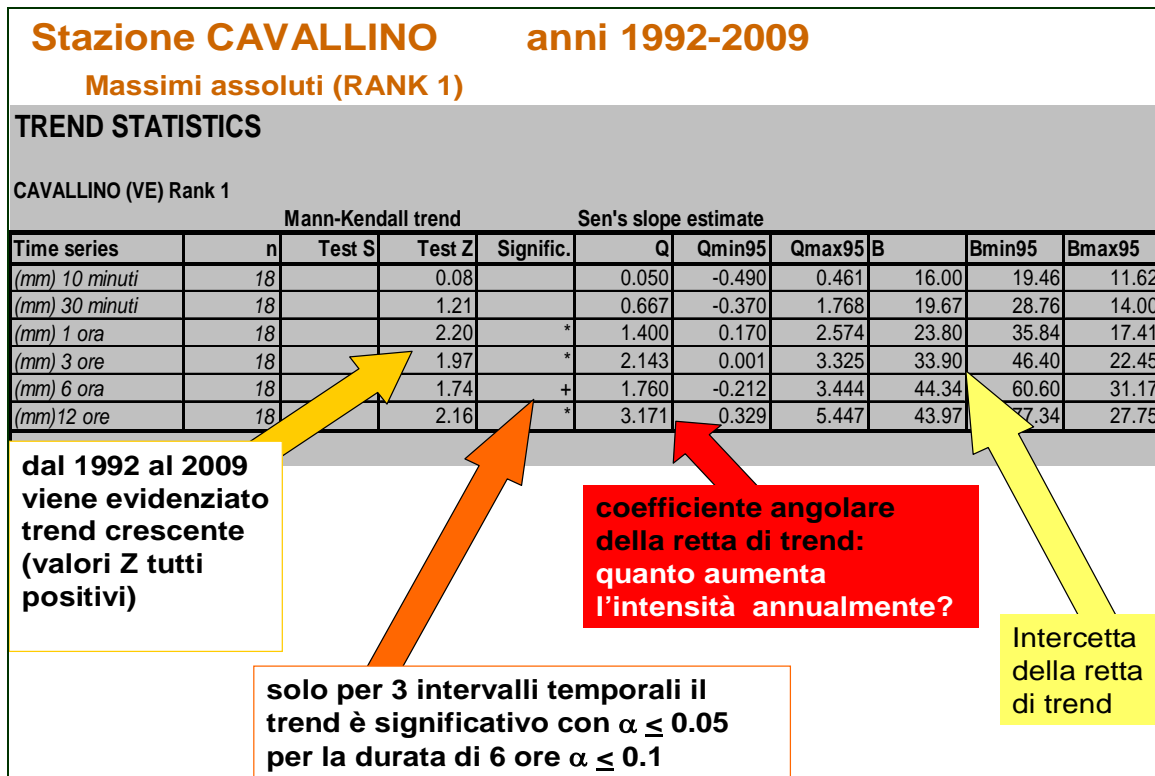 Stazione CAVALLINO anni 1992-2009
Massimi assoluti (RANK 1)
TREND STATISTICS
CAVALLINO (VE) Rank 1
Mann-Kendall trend Sen's slope estimate
Time series n Test S Test Z Signific. Q Qmin95 Qmax95 B Bmin95 Bmax95
(mm) 10 minuti 18 0.08 0.050 -0.490 0.461 16.00 19.46 11.62
(mm) 30 minuti 18 1.21 0.667 -0.370 1.768 19.67 28.76 14.00
(mm) 1 ora 18 2.20 * 1.400 0.170 2.574 23.80 35.84 17.41
(mm) 3 ore 18 1.97 * 2.143 0.001 3.325 33.90 46.40 22.45
(mm) 6 ora 18 1.74 + 1.760 -0.212 3.444 44.34 60.60 31.17
(mm)12 ore 18 2.16 * 3.171 0.329 5.447 43.97 77.34 27.75
dal 1992 al 2009
viene evidenziato
trend crescente
(valori Z tutti
positivi)
coefficiente angolare
della retta di trend:
quanto aumenta
l'intensità annualmente?
Intercetta
della retta
di trend
solo per 3 intervalli temporali il
trend è significativo con α ≤ 0.05
per la durata di 6 ore α ≤ 0.1